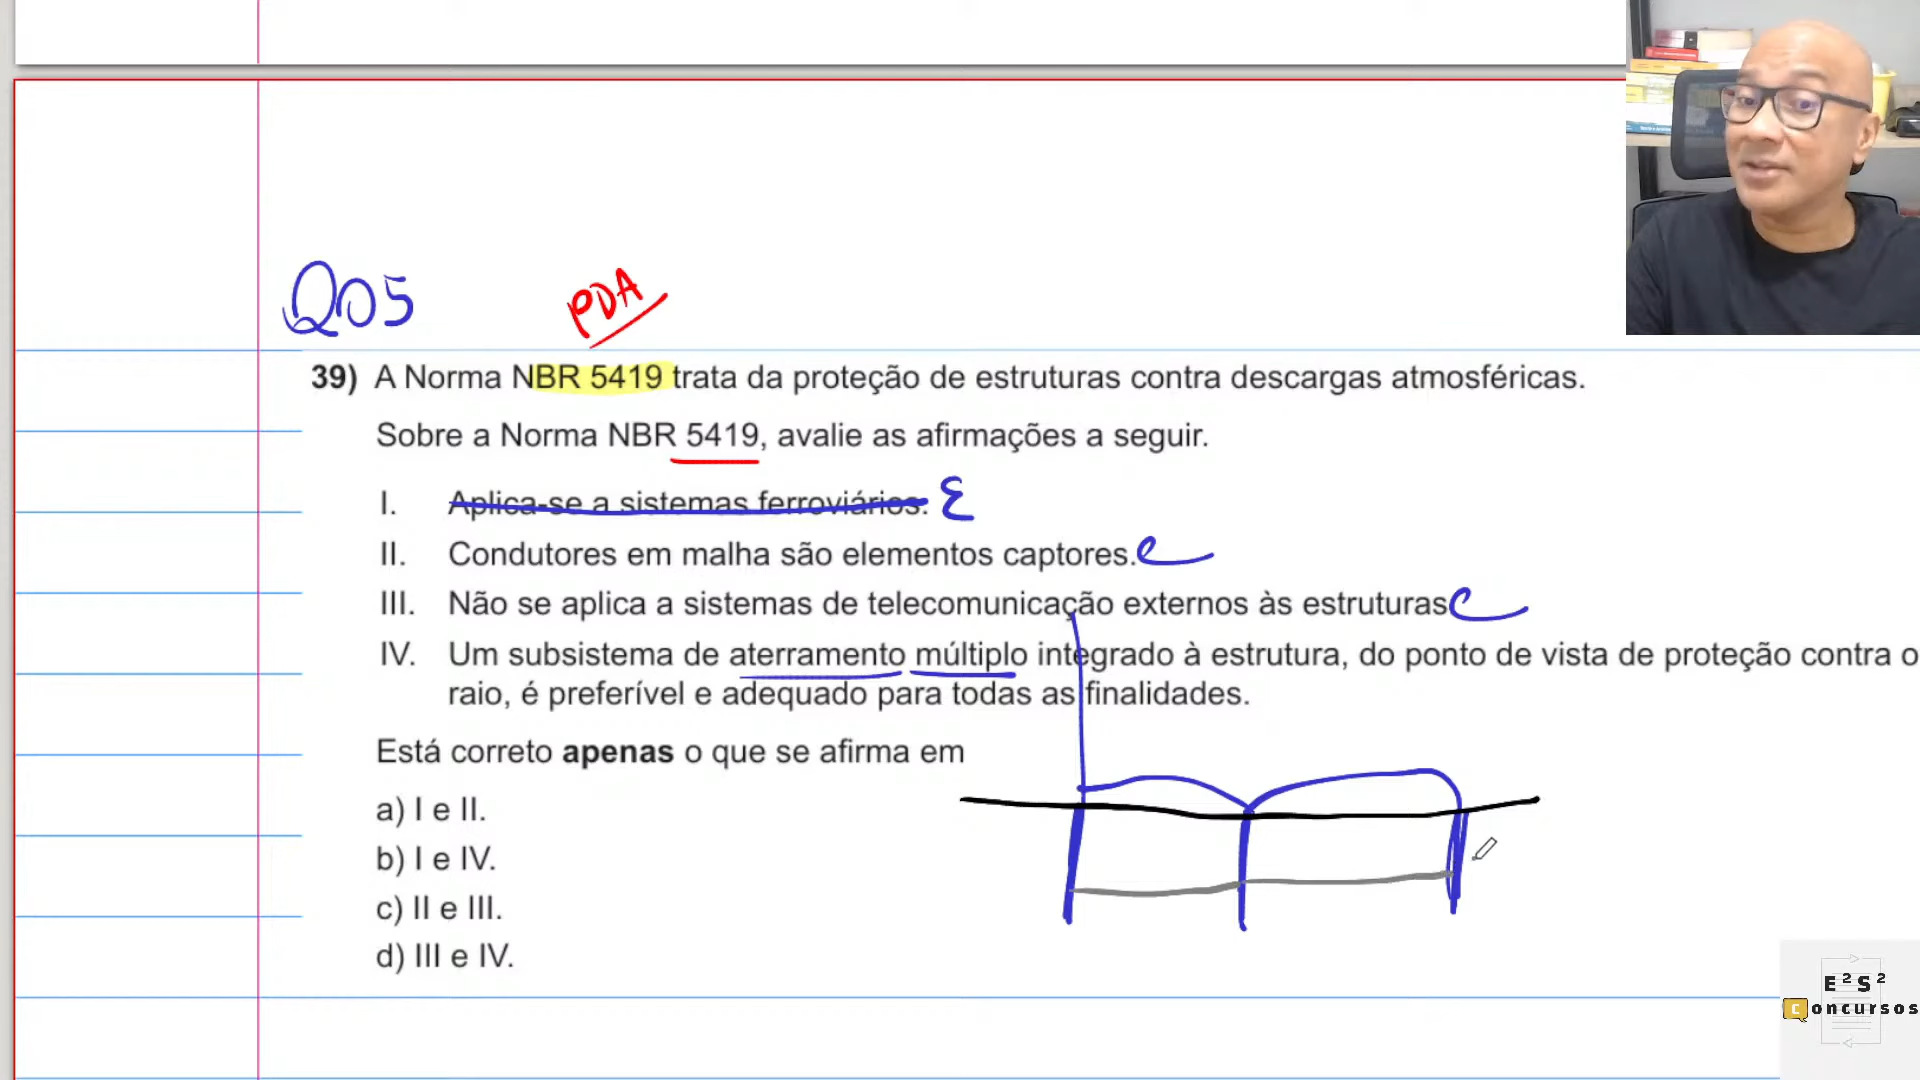 Q05
PDA
39) A Norma NBR 5419 trata da proteção de estruturas contra descargas atmosféricas.
Sobre a Norma NBR 5419, avalie as afirmações a seguir.
I. Aplica-se a sistemas ferroviários. E
II. Condutores em malha são elementos captores. C
III. Não se aplica a sistemas de telecomunicação externos às estruturas C
IV. Um subsistema de aterramento múltiplo integrado à estrutura, do ponto de vista de proteção contra o
raio, é preferível e adequado para todas as finalidades.
Está correto apenas o que se afirma em
a) I e II.
b) I e IV.
c) II e III.
d) III e IV.
E²S²
Concursos